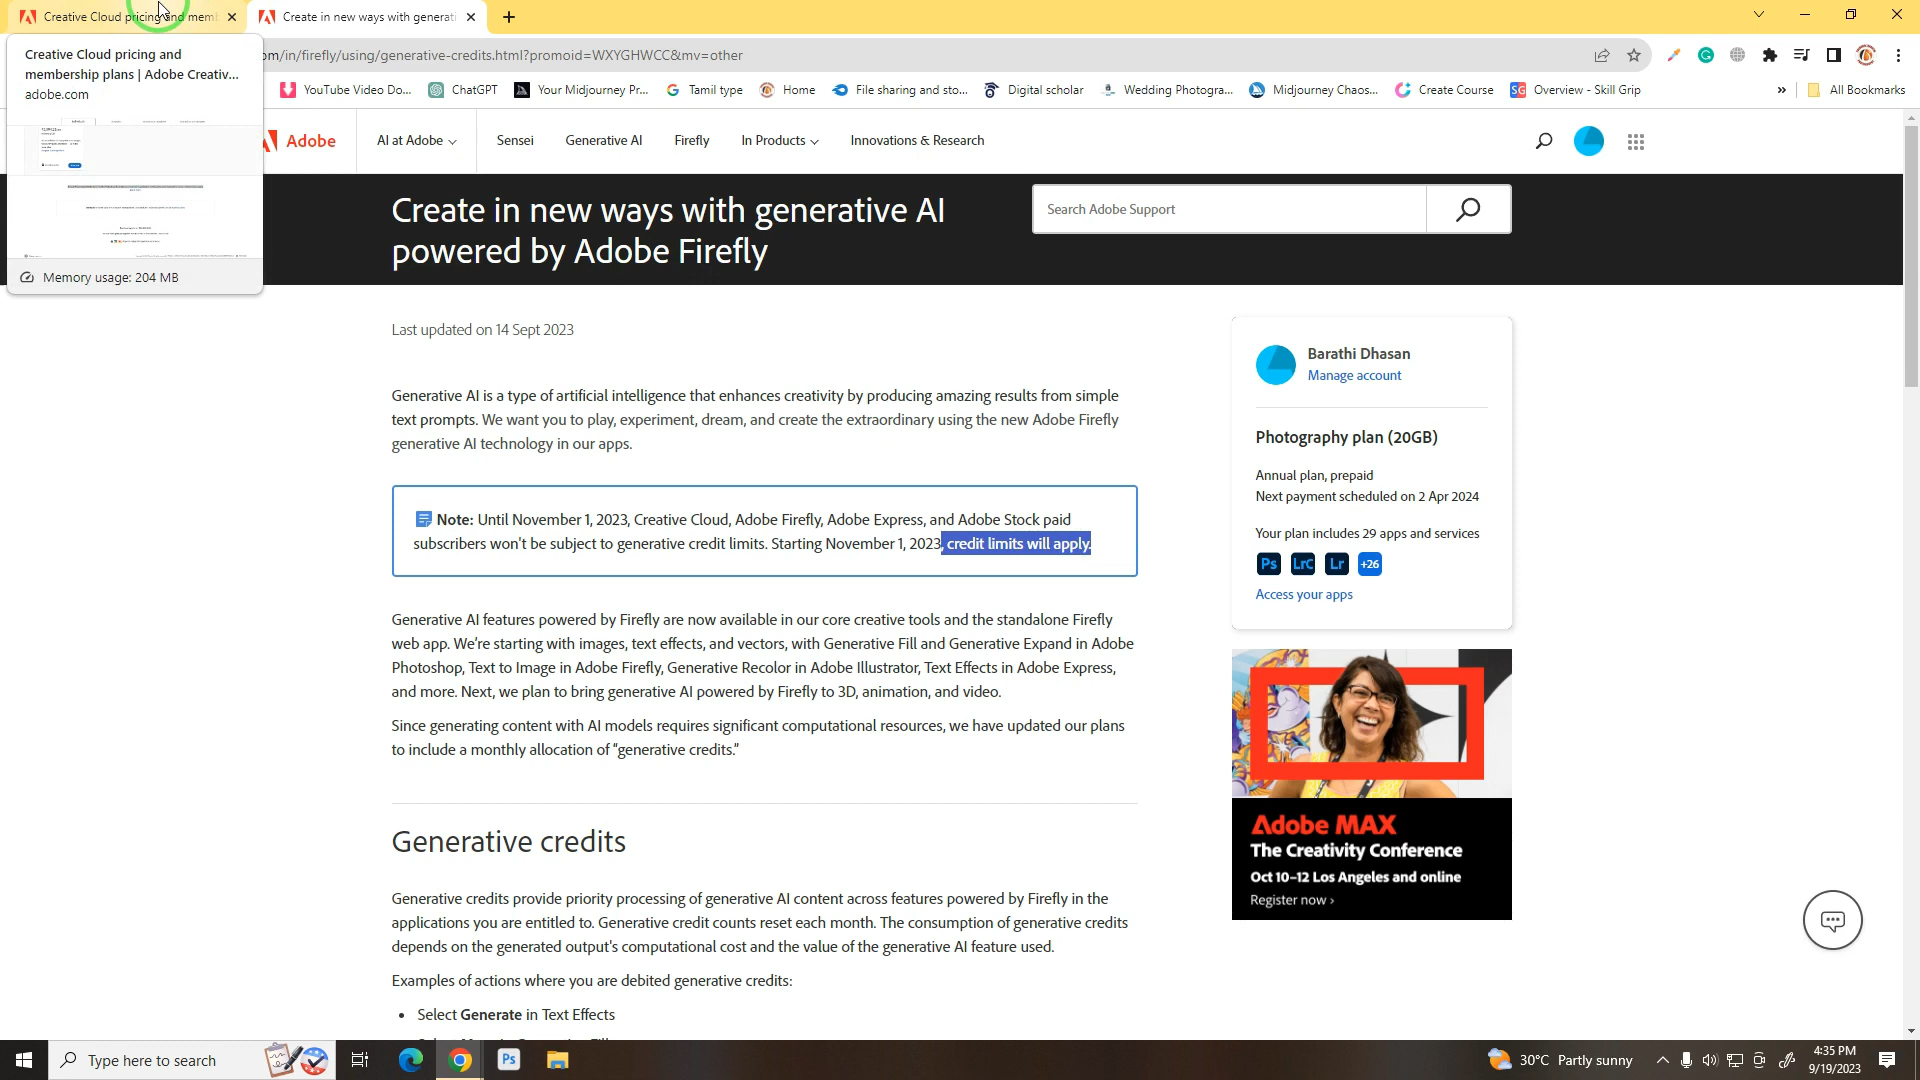 Creative Cloud pricing and memb
Create in new ways with generati
Creative Cloud pricing and
membership plans | Adobe Creativ...
adobe.com
Memory usage: 204 MB
om/in/firefly/using/generative-credits.html?promoid=WXYGHWCC&mv=other
YouTube Video Do...
ChatGPT
Your Midjourney Pr...
Tamil type
Home
File sharing and sto...
Digital scholar
Wedding Photogra...
Midjourney Chaos...
Create Course
SG
Overview - Skill Grip
»
All Bookmarks
Adobe
AI at Adobe
Sensei
Generative AI
Firefly
In Products
Innovations & Research
Create in new ways with generative AI
powered by Adobe Firefly
Search Adobe Support
Last updated on 14 Sept 2023
Generative AI is a type of artificial intelligence that enhances creativity by producing amazing results from simple
text prompts. We want you to play, experiment, dream, and create the extraordinary using the new Adobe Firefly
generative AI technology in our apps.
Note: Until November 1, 2023, Creative Cloud, Adobe Firefly, Adobe Express, and Adobe Stock paid
subscribers won't be subject to generative credit limits. Starting November 1, 2023, credit limits will apply.
Generative AI features powered by Firefly are now available in our core creative tools and the standalone Firefly
web app. We're starting with images, text effects, and vectors, with Generative Fill and Generative Expand in Adobe
Photoshop, Text to Image in Adobe Firefly, Generative Recolor in Adobe Illustrator, Text Effects in Adobe Express,
and more. Next, we plan to bring generative AI powered by Firefly to 3D, animation, and video.
Since generating content with AI models requires significant computational resources, we have updated our plans
to include a monthly allocation of "generative credits."
Generative credits
Generative credits provide priority processing of generative AI content across features powered by Firefly in the
applications you are entitled to. Generative credit counts reset each month. The consumption of generative credits
depends on the generated output's computational cost and the value of the generative AI feature used.
Examples of actions where you are debited generative credits:
• Select Generate in Text Effects
Barathi Dhasan
Manage account
Photography plan (20GB)
Annual plan, prepaid
Next payment scheduled on 2 Apr 2024
Your plan includes 29 apps and services
Ps LrC Lr +26
Access your apps
Adobe MAX
The Creativity Conference
Oct 10–12 Los Angeles and online
Register now ›
Type here to search
Ps
30°C Partly sunny
4:35 PM
9/19/2023